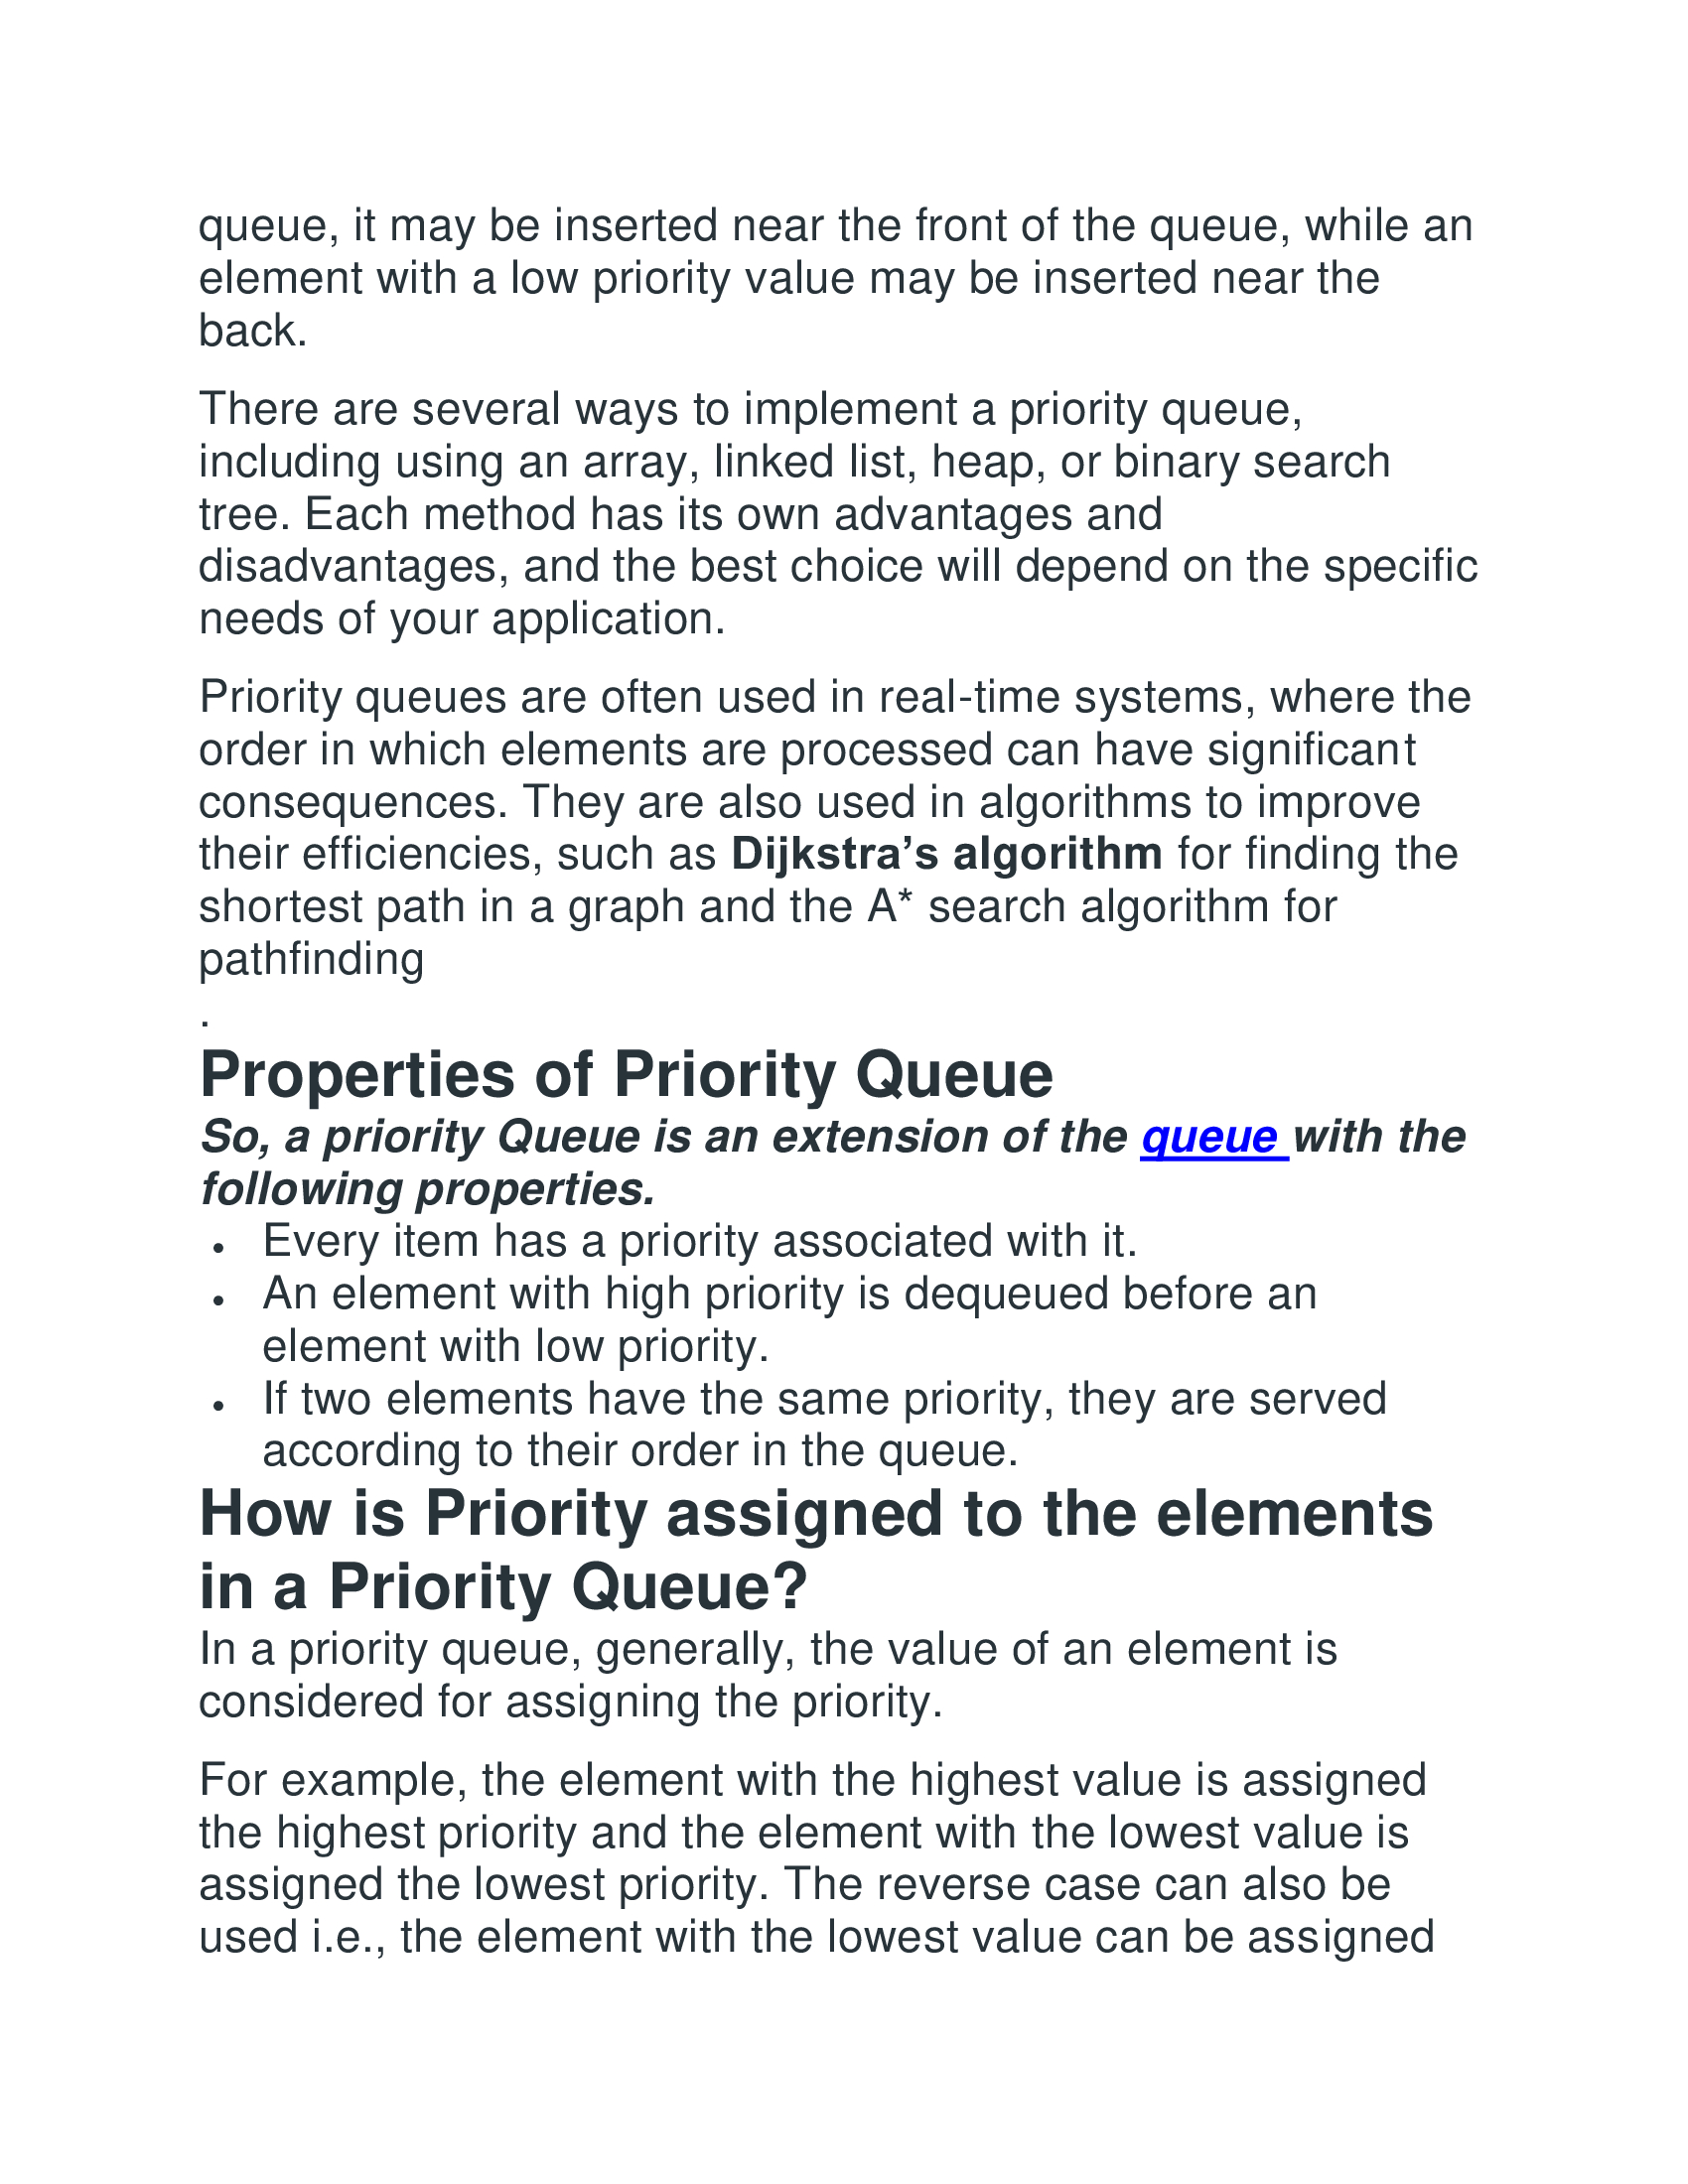 queue, it may be inserted near the front of the queue, while an
element with a low priority value may be inserted near the
back.
There are several ways to implement a priority queue,
including using an array, linked list, heap, or binary search
tree. Each method has its own advantages and
disadvantages, and the best choice will depend on the specific
needs of your application.
Priority queues are often used in real-time systems, where the
order in which elements are processed can have significant
consequences. They are also used in algorithms to improve
their efficiencies, such as Dijkstra’s algorithm for finding the
shortest path in a graph and the A* search algorithm for
pathfinding
.
Properties of Priority Queue
So, a priority Queue is an extension of the queue with the
following properties.
• Every item has a priority associated with it.
• An element with high priority is dequeued before an
element with low priority.
• If two elements have the same priority, they are served
according to their order in the queue.
How is Priority assigned to the elements
in a Priority Queue?
In a priority queue, generally, the value of an element is
considered for assigning the priority.
For example, the element with the highest value is assigned
the highest priority and the element with the lowest value is
assigned the lowest priority. The reverse case can also be
used i.e., the element with the lowest value can be assigned